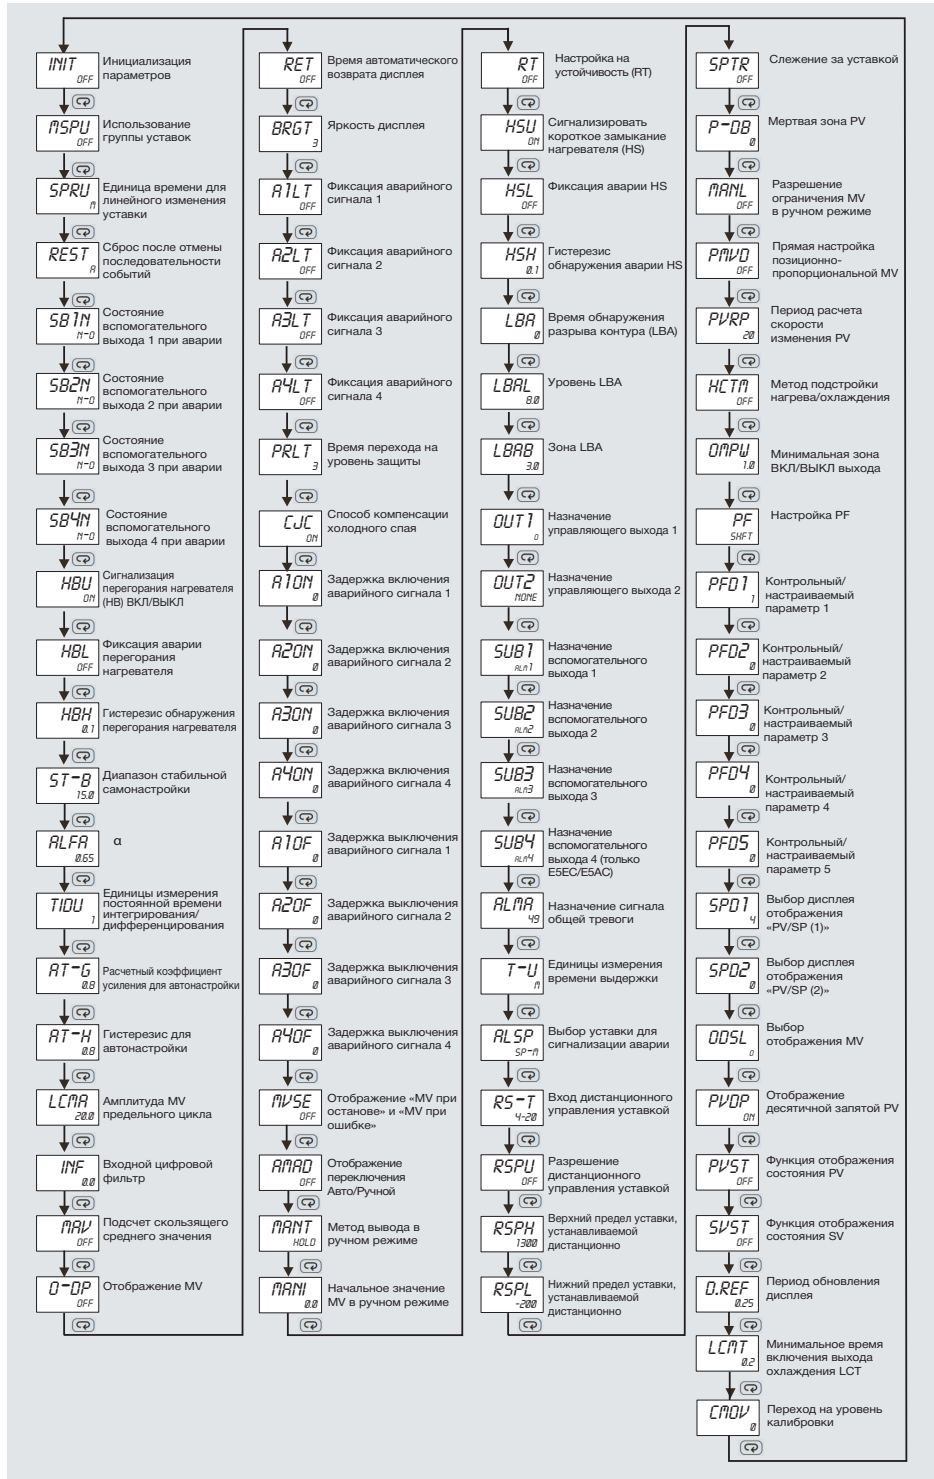 INIT
OFF
Инициализация
параметров
MSPU
OFF
Использование
группы уставок
SPRU
M
Единица времени для
линейного изменения
уставки
REST
A
Сброс после отмены
последовательности
событий
SB1N
N-O
Состояние
вспомогательного
выхода 1 при аварии
SB2N
N-O
Состояние
вспомогательного
выхода 2 при аварии
SB3N
N-O
Состояние
вспомогательного
выхода 3 при аварии
SB4N
N-O
Состояние
вспомогательного
выхода 4 при аварии
HBU
ON
Сигнализация
перегорания нагревателя
(HB) ВКЛ/ВЫКЛ
HBL
OFF
Фиксация аварии
перегорания
нагревателя
HBH
0.1
Гистерезис обнаружения
перегорания нагревателя
ST-B
15.0
Диапазон стабильной
самонастройки
ALFA
0.65
α
TIDU
1
Единицы измерения
постоянной времени
интегрирования/
дифференцирования
AT-G
0.8
Расчетный коэффициент
усиления для автонастройки
AT-H
0.8
Гистерезис для
автонастройки
LCMA
20.0
Амплитуда MV
предельного цикла
INF
0.0
Входной цифровой
фильтр
MAV
OFF
Подсчет скользящего
среднего значения
O-DP
OFF
Отображение MV
RET
OFF
Время автоматического
возврата дисплея
BRGT
3
Яркость дисплея
A1LT
OFF
Фиксация аварийного
сигнала 1
A2LT
OFF
Фиксация аварийного
сигнала 2
A3LT
OFF
Фиксация аварийного
сигнала 3
A4LT
OFF
Фиксация аварийного
сигнала 4
PRLT
3
Время перехода на
уровень защиты
CJC
ON
Способ компенсации
холодного спая
A1ON
0
Задержка включения
аварийного сигнала 1
A2ON
0
Задержка включения
аварийного сигнала 2
A3ON
0
Задержка включения
аварийного сигнала 3
A4ON
0
Задержка включения
аварийного сигнала 4
A1OF
0
Задержка выключения
аварийного сигнала 1
A2OF
0
Задержка выключения
аварийного сигнала 2
A3OF
0
Задержка выключения
аварийного сигнала 3
A4OF
0
Задержка выключения
аварийного сигнала 4
MVSE
OFF
Отображение «MV при
останове» и «MV при
ошибке»
AMAD
OFF
Отображение
переключения
Авто/Ручной
MANT
HOLD
Метод вывода в
ручном режиме
MANI
0.0
Начальное значение
MV в ручном режиме
RT
OFF
Настройка на
устойчивость (RT)
HSU
ON
Сигнализировать
короткое замыкание
нагревателя (HS)
HSL
OFF
Фиксация аварии HS
HSH
0.1
Гистерезис
обнаружения аварии HS
LBA
0
Время обнаружения
разрыва контура (LBA)
LBAL
8.0
Уровень LBA
LBAB
3.0
Зона LBA
OUT1
O
Назначение
управляющего выхода 1
OUT2
NONE
Назначение
управляющего выхода 2
SUB1
ALM1
Назначение
вспомогательного
выхода 1
SUB2
ALM2
Назначение
вспомогательного
выхода 2
SUB3
ALM3
Назначение
вспомогательного
выхода 3
SUB4
ALM4
Назначение
вспомогательного
выхода 4 (только
E5EC/E5AC)
ALMA
49
Назначение сигнала
общей тревоги
T-U
M
Единицы измерения
времени выдержки
ALSP
SP-M
Выбор уставки для
сигнализации аварии
RS-T
4-20
Вход дистанционного
управления уставкой
RSPU
OFF
Разрешение
дистанционного
управления уставкой
RSPH
1300
Верхний предел уставки,
устанавливаемой
дистанционно
RSPL
-200
Нижний предел уставки,
устанавливаемой
дистанционно
SPTR
OFF
Слежение за уставкой
P-DB
0
Мертвая зона PV
MANL
OFF
Разрешение
ограничения MV
в ручном режиме
PMVD
OFF
Прямая настройка
позиционно-
пропорциональной MV
PVRP
20
Период расчета
скорости
изменения PV
HCTM
OFF
Метод подстройки
нагрева/охлаждения
OMPW
1.0
Минимальная зона
ВКЛ/ВЫКЛ выхода
PF
SHFT
Настройка PF
PFD1
1
Контрольный/
настраиваемый
параметр 1
PFD2
0
Контрольный/
настраиваемый
параметр 2
PFD3
0
Контрольный/
настраиваемый
параметр 3
PFD4
0
Контрольный/
настраиваемый
параметр 4
PFD5
0
Контрольный/
настраиваемый
параметр 5
SPD1
4
Выбор дисплея
отображения
«PV/SP (1)»
SPD2
0
Выбор дисплея
отображения
«PV/SP (2)»
ODSL
O
Выбор
отображения MV
PVDP
ON
Отображение
десятичной запятой PV
PVST
OFF
Функция отображения
состояния PV
SVST
OFF
Функция отображения
состояния SV
D.REF
0.25
Период обновления
дисплея
LCMT
0.2
Минимальное время
включения выхода
охлаждения LCT
CMOV
0
Переход на уровень
калибровки